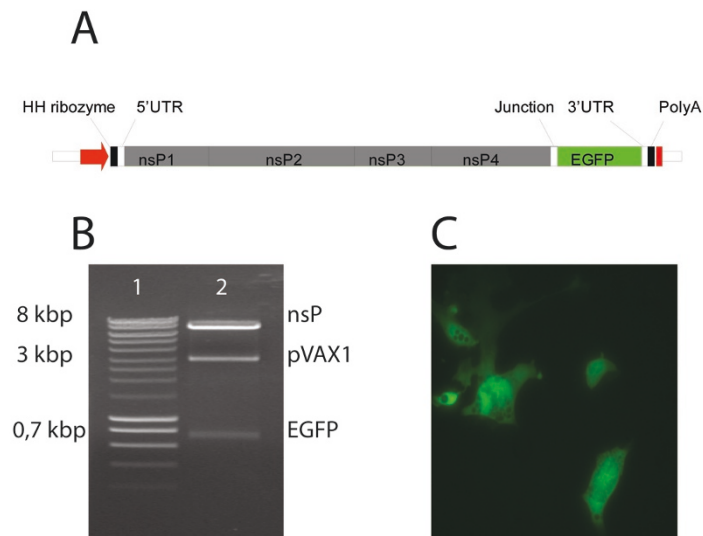 A
HH ribozyme 5'UTR Junction 3'UTR PolyA
nsP1 nsP2 nsP3 nsP4 EGFP
B C
1 2
8 kbp nsP
3 kbp pVAX1
0,7 kbp EGFP